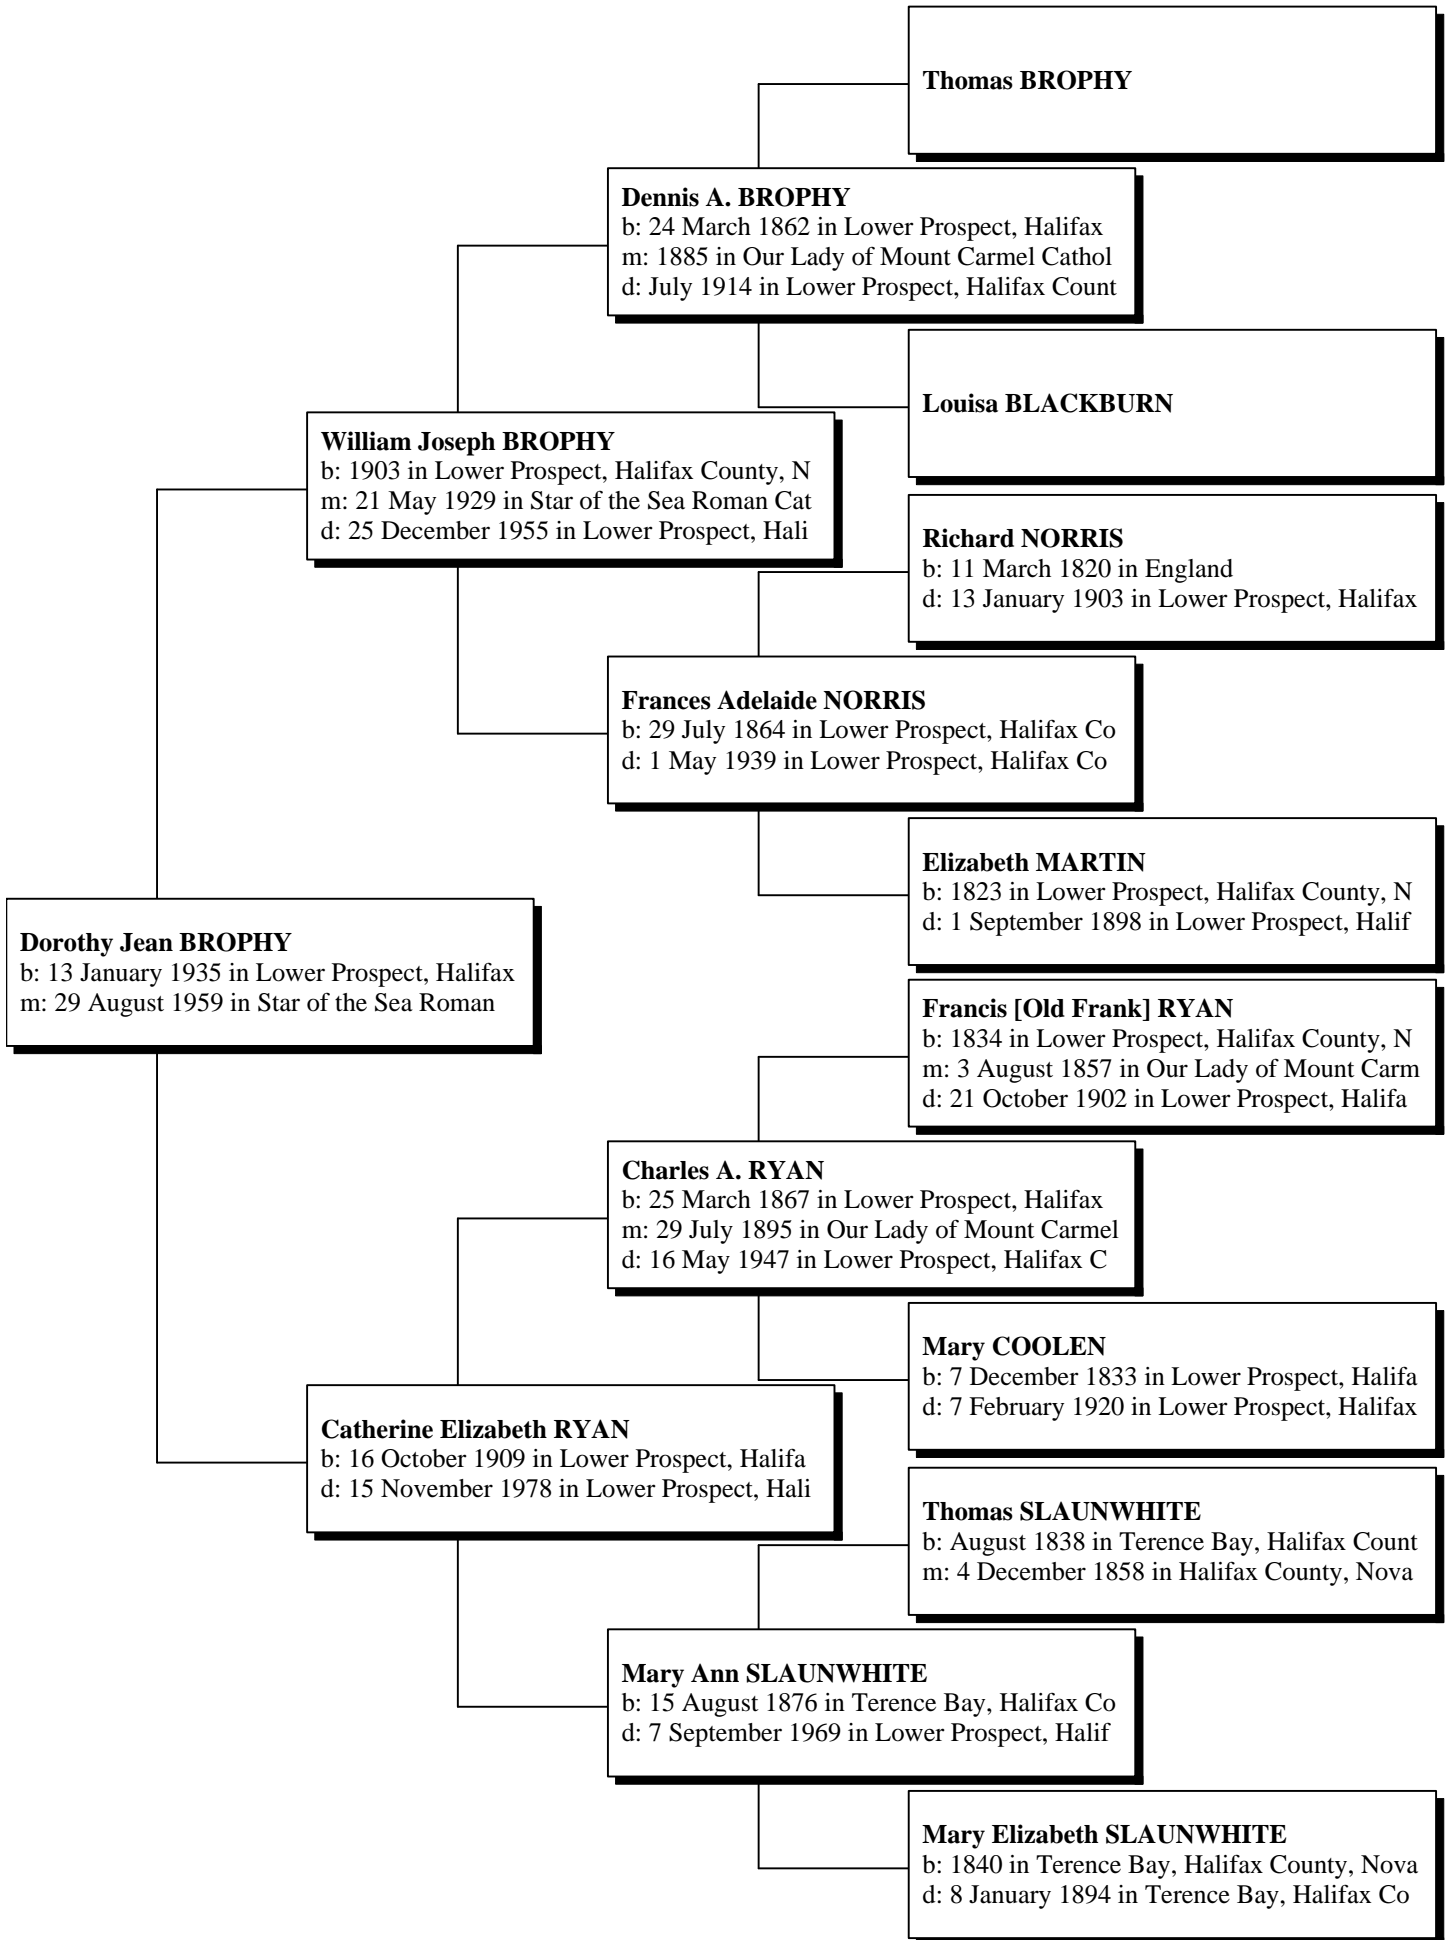 Thomas BROPHY
Dennis A. BROPHY
b: 24 March 1862 in Lower Prospect, Halifax
m: 1885 in Our Lady of Mount Carmel Cathol
d: July 1914 in Lower Prospect, Halifax Count
Louisa BLACKBURN
William Joseph BROPHY
b: 1903 in Lower Prospect, Halifax County, N
m: 21 May 1929 in Star of the Sea Roman Cat
d: 25 December 1955 in Lower Prospect, Hali
Richard NORRIS
b: 11 March 1820 in England
d: 13 January 1903 in Lower Prospect, Halifax
Frances Adelaide NORRIS
b: 29 July 1864 in Lower Prospect, Halifax Co
d: 1 May 1939 in Lower Prospect, Halifax Co
Elizabeth MARTIN
b: 1823 in Lower Prospect, Halifax County, N
d: 1 September 1898 in Lower Prospect, Halif
Dorothy Jean BROPHY
b: 13 January 1935 in Lower Prospect, Halifax
m: 29 August 1959 in Star of the Sea Roman
Francis [Old Frank] RYAN
b: 1834 in Lower Prospect, Halifax County, N
m: 3 August 1857 in Our Lady of Mount Carm
d: 21 October 1902 in Lower Prospect, Halifa
Charles A. RYAN
b: 25 March 1867 in Lower Prospect, Halifax
m: 29 July 1895 in Our Lady of Mount Carmel
d: 16 May 1947 in Lower Prospect, Halifax C
Mary COOLEN
b: 7 December 1833 in Lower Prospect, Halifa
d: 7 February 1920 in Lower Prospect, Halifax
Catherine Elizabeth RYAN
b: 16 October 1909 in Lower Prospect, Halifa
d: 15 November 1978 in Lower Prospect, Hali
Thomas SLAUNWHITE
b: August 1838 in Terence Bay, Halifax Count
m: 4 December 1858 in Halifax County, Nova
Mary Ann SLAUNWHITE
b: 15 August 1876 in Terence Bay, Halifax Co
d: 7 September 1969 in Lower Prospect, Halif
Mary Elizabeth SLAUNWHITE
b: 1840 in Terence Bay, Halifax County, Nova
d: 8 January 1894 in Terence Bay, Halifax Co